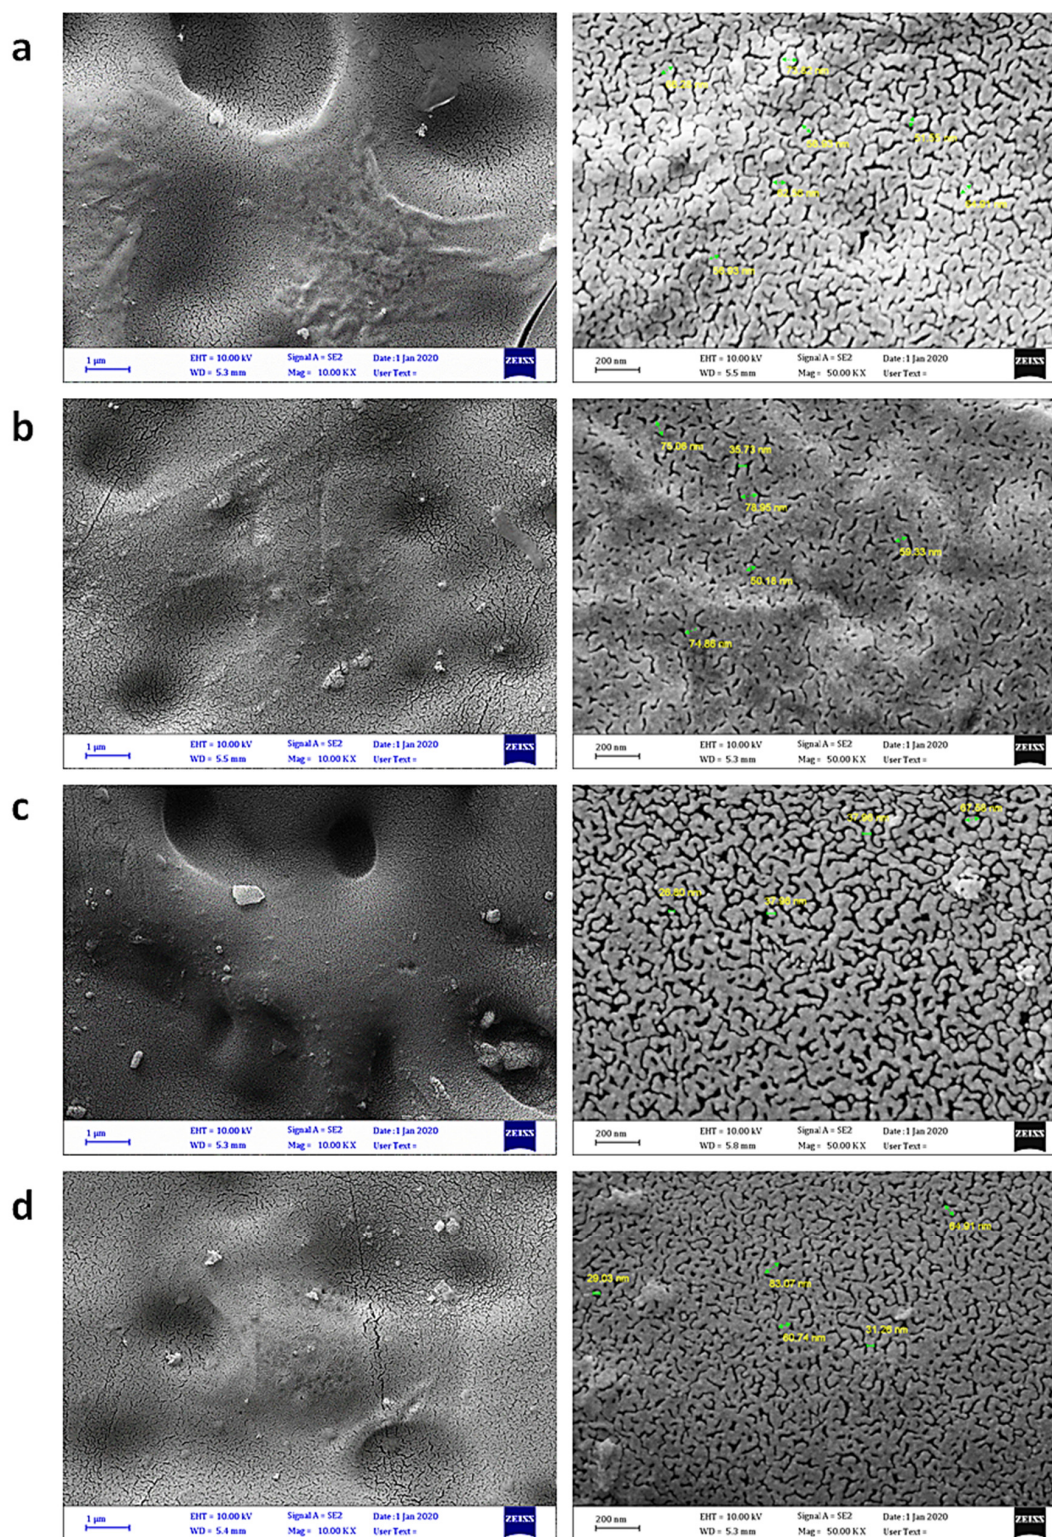 a
56.93 nm
1 µm
EHT = 10.00 kV
Signal A = SE2
Date :1 Jan 2020
ZEISS
WD = 5.3 mm
Mag = 10.00 KX
User Text =
200 nm
EHT = 10.00 kV
Signal A = SE2
Date :1 Jan 2020
ZEISS
WD = 5.5 mm
Mag = 50.00 KX
User Text =
b
35.73 nm
78.95 nm
59.33 nm
50.18 nm
74.86 nm
1 µm
EHT = 10.00 kV
Signal A = SE2
Date :1 Jan 2020
ZEISS
WD = 5.5 mm
Mag = 10.00 KX
User Text =
200 nm
EHT = 10.00 kV
Signal A = SE2
Date :1 Jan 2020
ZEISS
WD = 5.3 mm
Mag = 50.00 KX
User Text =
c
1 µm
EHT = 10.00 kV
Signal A = SE2
Date :1 Jan 2020
ZEISS
WD = 5.3 mm
Mag = 10.00 KX
User Text =
200 nm
EHT = 10.00 kV
Signal A = SE2
Date :1 Jan 2020
ZEISS
WD = 5.8 mm
Mag = 50.00 KX
User Text =
d
29.03 nm
83.07 nm
60.74 nm
31.26 nm
1 µm
EHT = 10.00 kV
Signal A = SE2
Date :1 Jan 2020
ZEISS
WD = 5.4 mm
Mag = 10.00 KX
User Text =
200 nm
EHT = 10.00 kV
Signal A = SE2
Date :1 Jan 2020
ZEISS
WD = 5.3 mm
Mag = 50.00 KX
User Text =